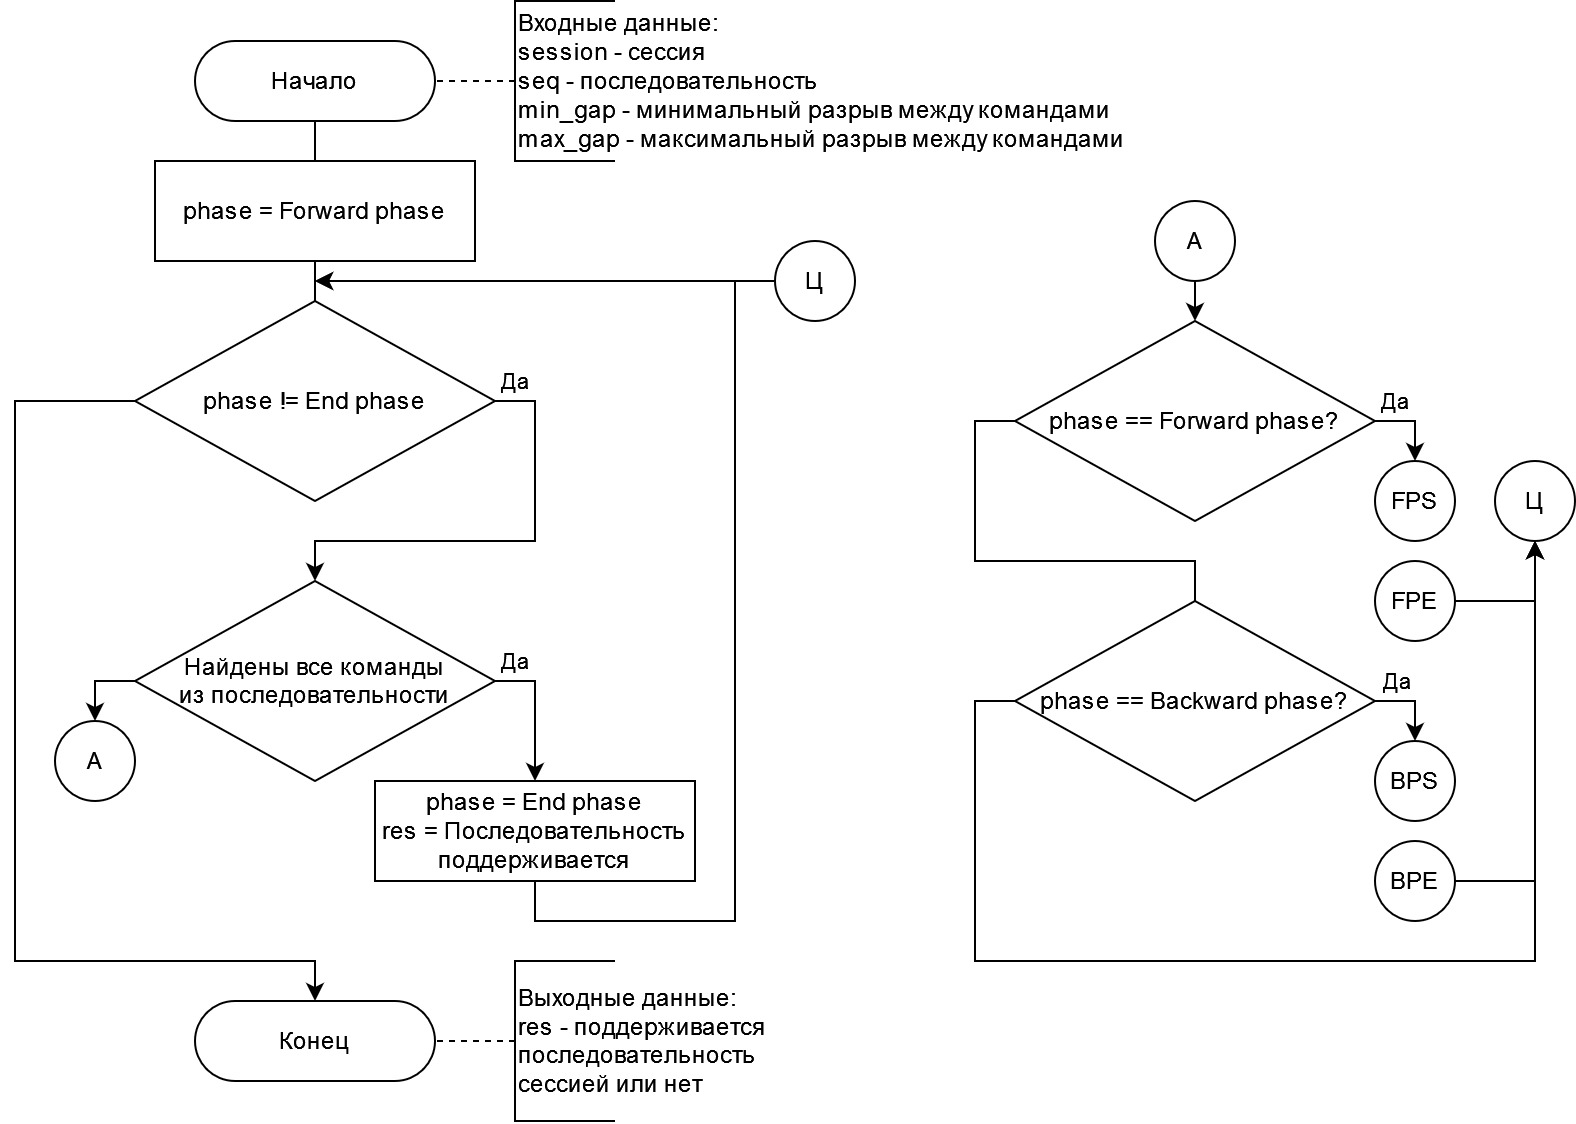 Начало
Входные данные:
session - сессия
seq - последовательность
min_gap - минимальный разрыв между командами
max_gap - максимальный разрыв между командами
phase = Forward phase
Ц
phase != End phase
Да
Найдены все команды
из последовательности
Да
А
phase = End phase
res = Последовательность
поддерживается
Конец
Выходные данные:
res - поддерживается
последовательность
сессией или нет
А
phase == Forward phase?
Да
FPS
Ц
FPE
phase == Backward phase?
Да
BPS
BPE